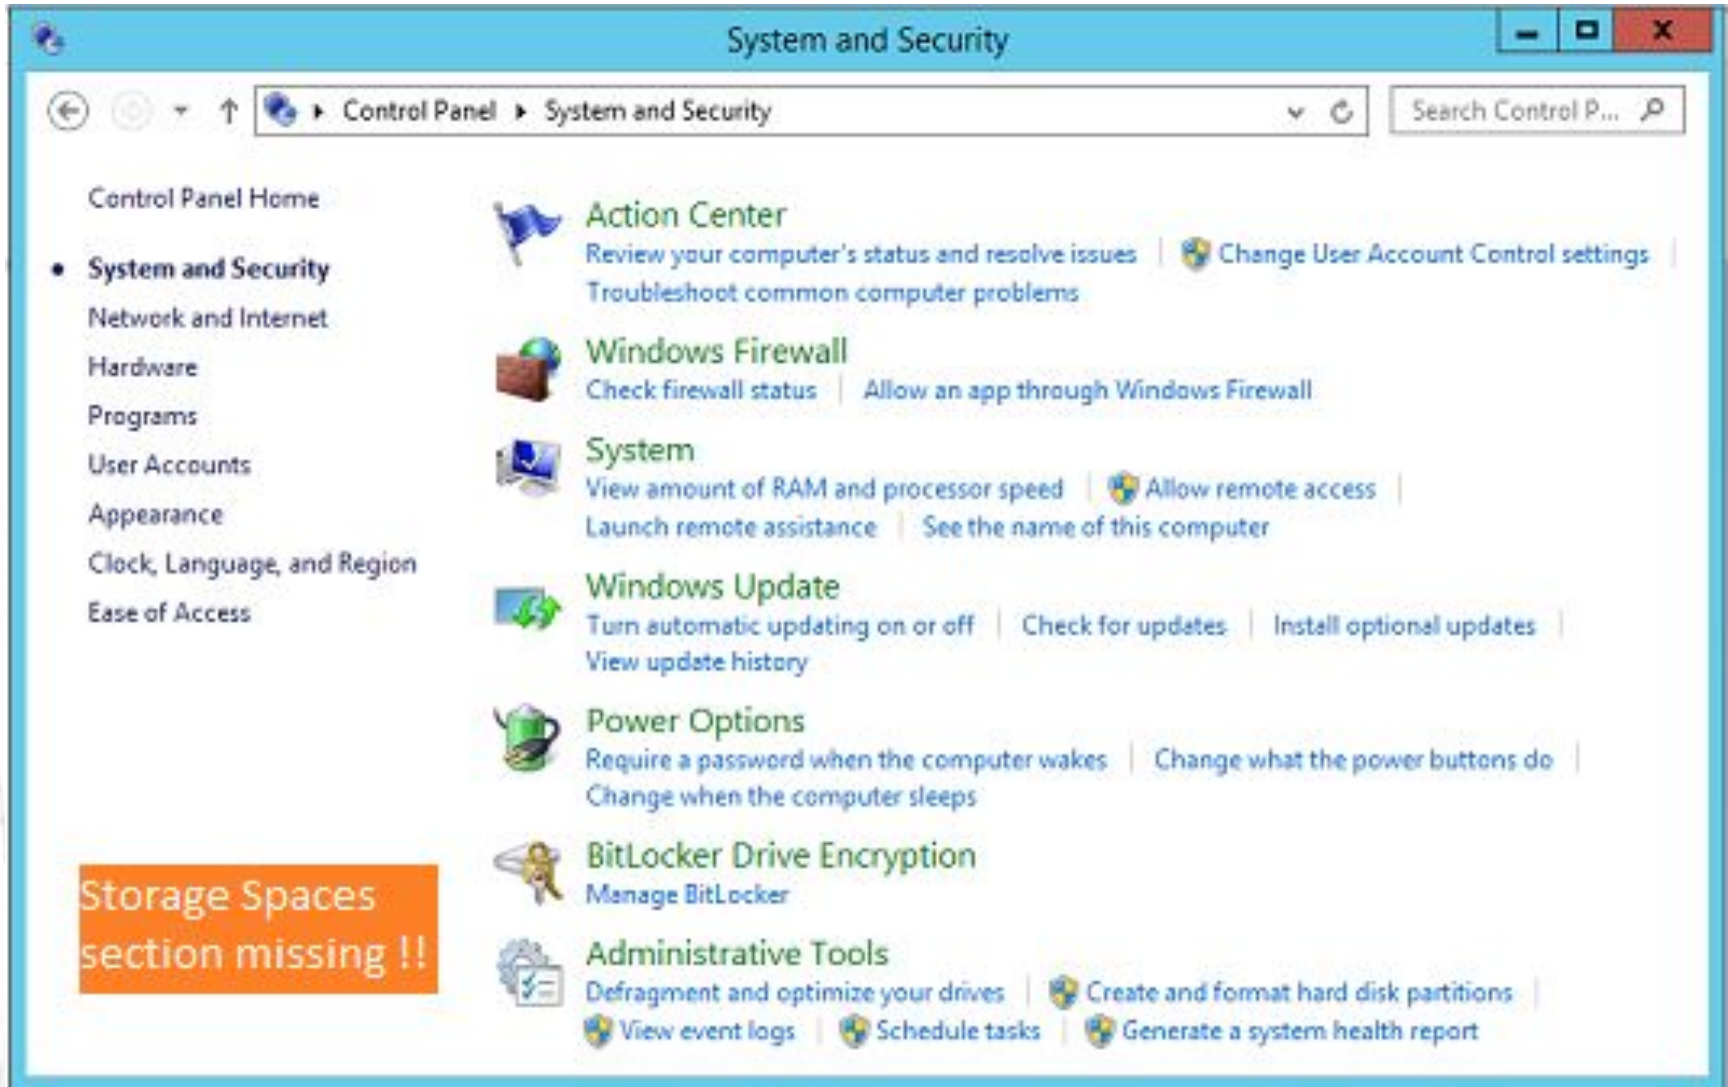 System and Security
Control Panel System and Security
Search Control P...
Control Panel Home
System and Security
Network and Internet
Hardware
Programs
User Accounts
Appearance
Clock, Language, and Region
Ease of Access
Action Center
Review your computer's status and resolve issues Change User Account Control settings
Troubleshoot common computer problems
Windows Firewall
Check firewall status Allow an app through Windows Firewall
System
View amount of RAM and processor speed Allow remote access
Launch remote assistance See the name of this computer
Windows Update
Turn automatic updating on or off Check for updates Install optional updates
View update history
Power Options
Require a password when the computer wakes Change what the power buttons do
Change when the computer sleeps
BitLocker Drive Encryption
Manage BitLocker
Administrative Tools
Defragment and optimize your drives Create and format hard disk partitions
View event logs Schedule tasks Generate a system health report
Storage Spaces
section missing !!